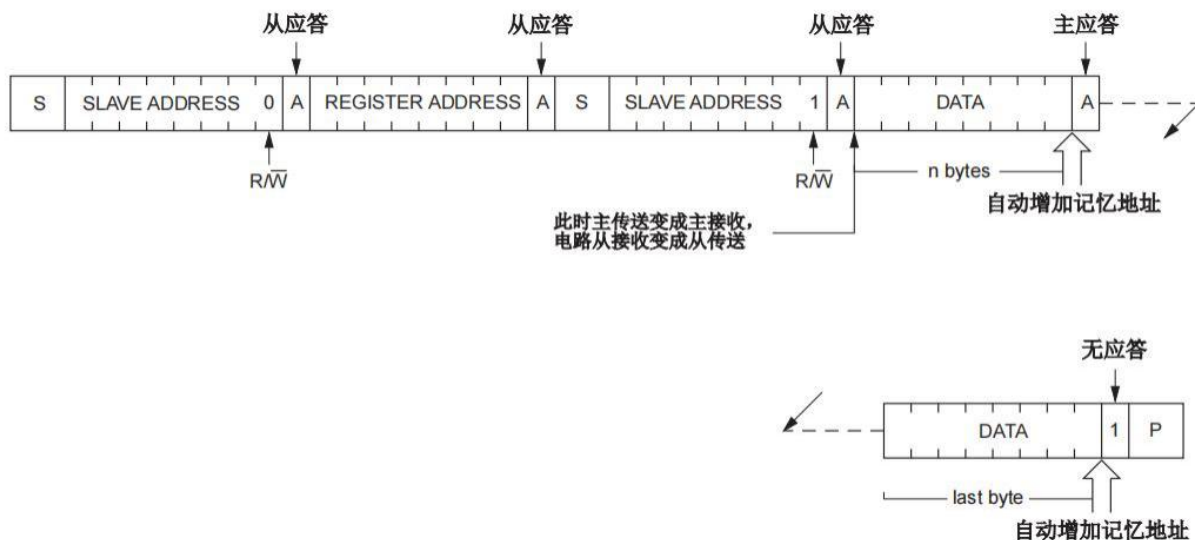 从应答 从应答 从应答 主应答
S SLAVE ADDRESS 0 A REGISTER ADDRESS A S SLAVE ADDRESS 1 A DATA A
R/W̅ R/W̅ n bytes
自动增加记忆地址
此时主传送变成主接收，
电路从接收变成从传送
无应答
DATA 1 P
last byte
自动增加记忆地址